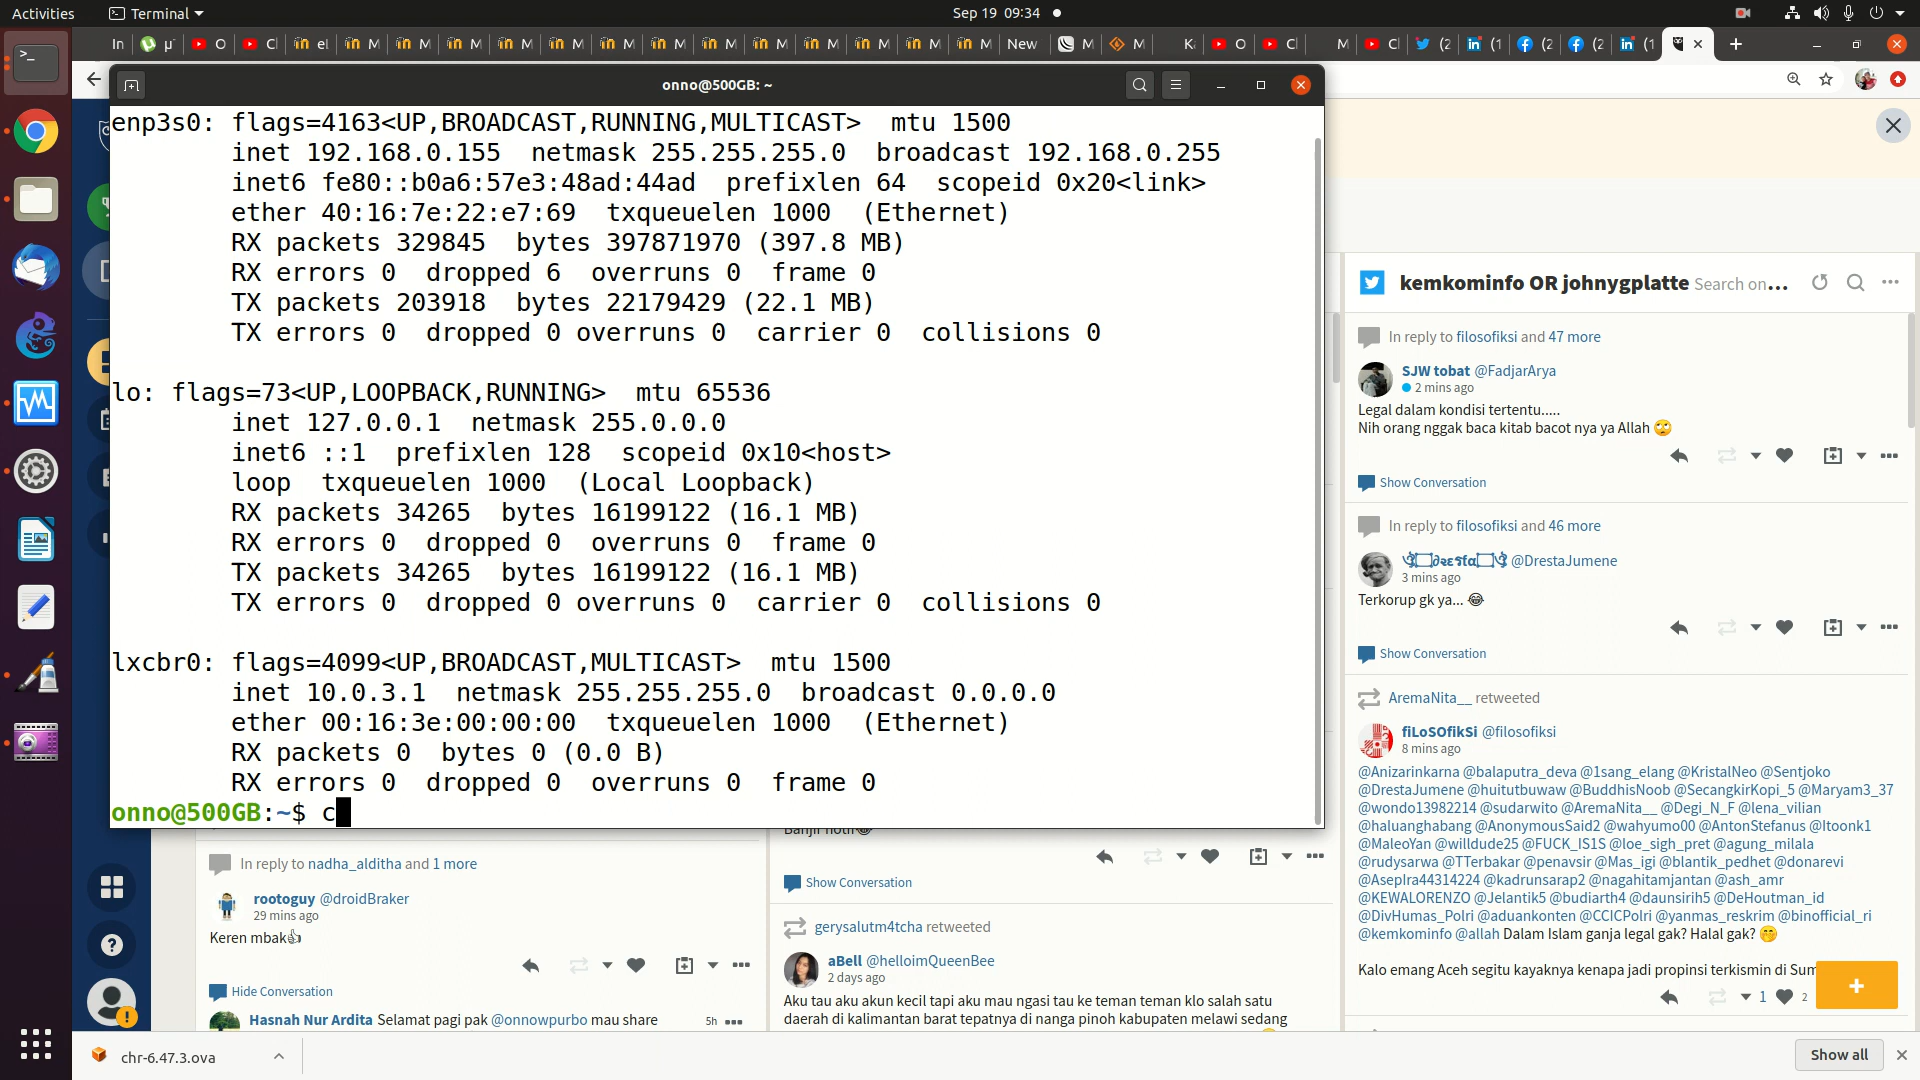 Activities
Terminal
Sep 19 09:34
In
µ
O
Cl
el
M
M
M
M
M
M
M
M
M
M
M
M
M
New
M
M
K
O
Cl
M
Cl
(2
(1
(2
(2
(1
onno@500GB: ~
enp3s0: flags=4163<UP,BROADCAST,RUNNING,MULTICAST>  mtu 1500
inet 192.168.0.155  netmask 255.255.255.0  broadcast 192.168.0.255
inet6 fe80::b0a6:57e3:48ad:44ad  prefixlen 64  scopeid 0x20<link>
ether 40:16:7e:22:e7:69  txqueuelen 1000  (Ethernet)
RX packets 329845  bytes 397871970 (397.8 MB)
RX errors 0  dropped 6  overruns 0  frame 0
TX packets 203918  bytes 22179429 (22.1 MB)
TX errors 0  dropped 0 overruns 0  carrier 0  collisions 0
lo: flags=73<UP,LOOPBACK,RUNNING>  mtu 65536
inet 127.0.0.1  netmask 255.0.0.0
inet6 ::1  prefixlen 128  scopeid 0x10<host>
loop  txqueuelen 1000  (Local Loopback)
RX packets 34265  bytes 16199122 (16.1 MB)
RX errors 0  dropped 0  overruns 0  frame 0
TX packets 34265  bytes 16199122 (16.1 MB)
TX errors 0  dropped 0 overruns 0  carrier 0  collisions 0
lxcbr0: flags=4099<UP,BROADCAST,MULTICAST>  mtu 1500
inet 10.0.3.1  netmask 255.255.255.0  broadcast 0.0.0.0
ether 00:16:3e:00:00:00  txqueuelen 1000  (Ethernet)
RX packets 0  bytes 0 (0.0 B)
RX errors 0  dropped 0  overruns 0  frame 0
onno@500GB:~$ c
kemkominfo OR johnygplatte Search on...
In reply to filosofiksi and 47 more
SJW tobat @FadjarArya
2 mins ago
Legal dalam kondisi tertentu.....
Nih orang nggak baca kitab bacot nya ya Allah 🙄
Show Conversation
In reply to filosofiksi and 46 more
@DrestaJumene
3 mins ago
Terkorup gk ya... 😂
Show Conversation
AremaNita__ retweeted
fiLoSOfikSi @filosofiksi
8 mins ago
@Anizarinkarna @balaputra_deva @1sang_elang @KristalNeo @Sentjoko
@DrestaJumene @huitutbuwaw @BuddhisNoob @SecangkirKopi_5 @Maryam3_37
@wondo13982214 @sudarwito @AremaNita__ @Degi_N_F @lena_vilian
@haluanghabang @AnonymousSaid2 @wahyumo00 @AntonStefanus @Itoonk1
@MaleoYan @willdude25 @FUCK_IS1S @loe_sigh_pret @agung_milala
@rudysarwa @TTerbakar @penavsir @Mas_igi @blantik_pedhet @donarevi
@AsepIra44314224 @kadrunsarap2 @nagahitamjantan @ash_amr
@KEWALORENZO @Jelantik5 @budiarth4 @daunsirih5 @DeHoutman_id
@DivHumas_Polri @aduankonten @CCICPolri @yanmas_reskrim @binofficial_ri
@kemkominfo @allah Dalam Islam ganja legal gak? Halal gak? 🤭
Kalo emang Aceh segitu kayaknya kenapa jadi propinsi terkismin di Sum
1
2
In reply to nadha_alditha and 1 more
rootoguy @droidBraker
29 mins ago
Keren mbak👍
Hide Conversation
Hasnah Nur Ardita Selamat pagi pak @onnowpurbo mau share
5h
Show Conversation
gerysalutm4tcha retweeted
aBell @helloimQueenBee
2 days ago
Aku tau aku akun kecil tapi aku mau ngasi tau ke teman teman klo salah satu
daerah di kalimantan barat tepatnya di nanga pinoh kabupaten melawi sedang
chr-6.47.3.ova
Show all